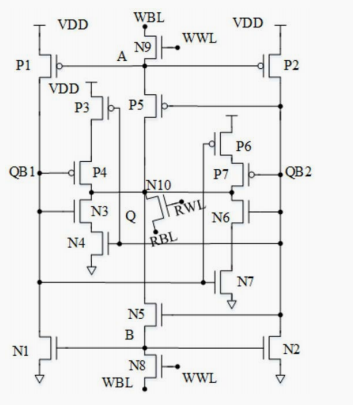 WBL
VDD
VDD
N9
WWL
A
P1
P2
VDD
P3
P5
P6
QB1
P4
P7
QB2
N10
N3
Q
RWL
N6
N4
RBL
N7
N5
B
N1
N2
N8
WWL
WBL